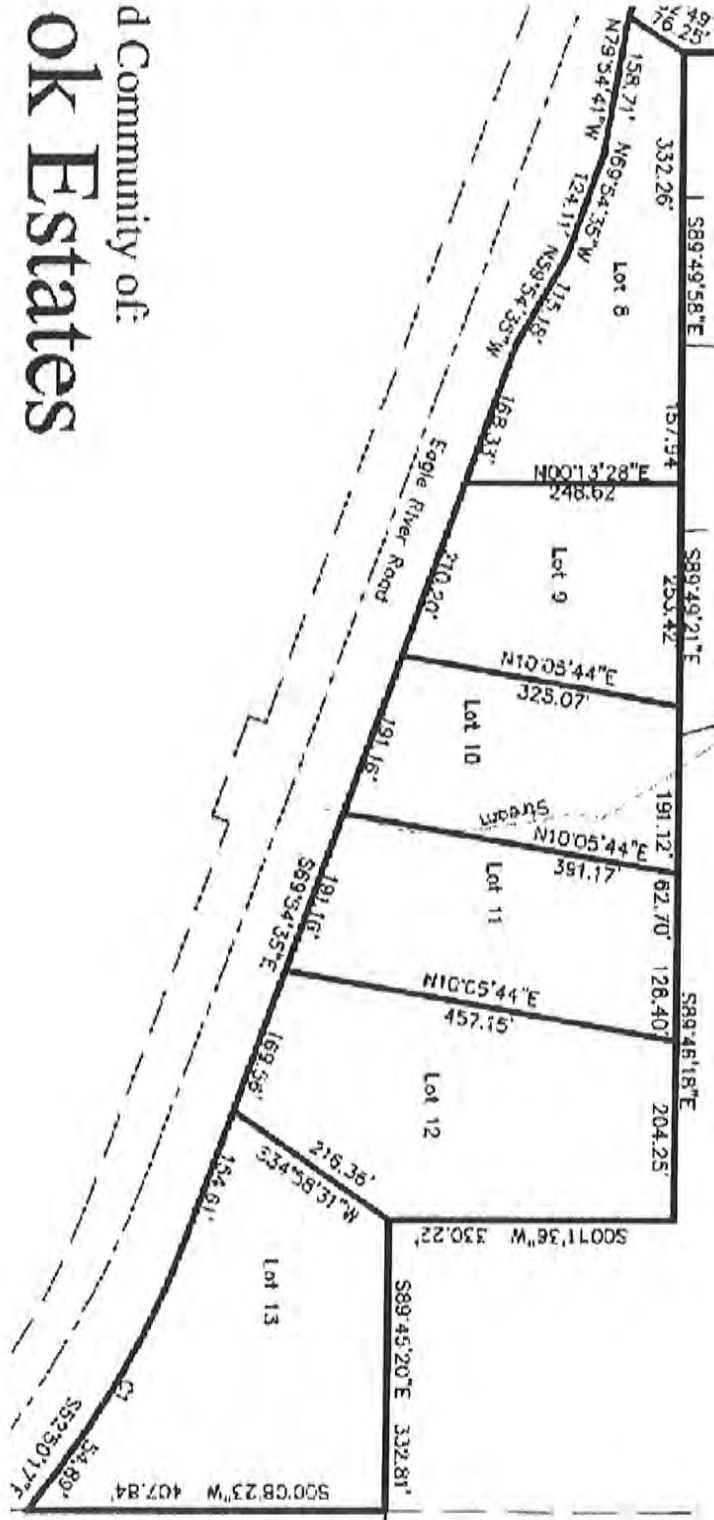 d Community of:
ok Estates
76.25'
N79°54'41"W
158.71'
N69°54'35"W
124.11'
N59°54'35"W
115.18'
332.26'
S89°49'58"E
Lot 8
157.94
168.33'
N00°13'28"E
248.62
Eagle River Road
210.20'
Lot 9
S89°49'21"E
253.42'
N10°05'44"E
325.07'
191.16'
Lot 10
Stream
191.12'
N10°05'44"E
391.17'
62.70'
Lot 11
191.16'
S69°54'35"E
128.40'
N10°05'44"E
457.15'
S89°45'18"E
204.25'
Lot 12
169.58'
216.36'
S34°58'31"W
S00°11'36"W 330.22'
154.61'
Lot 13
S89°45'20"E 332.81'
S52°50'17"E
54.89'
S00°08'23"W 407.84'